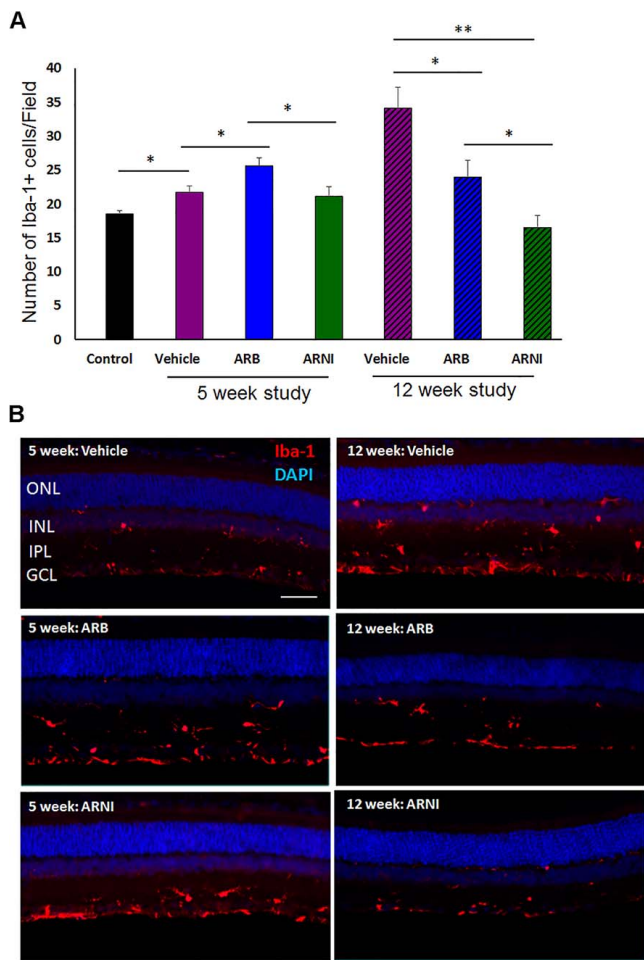 A
** 
*
*
*
*
*
40
35
30
25
20
15
10
5
0
Number of Iba-1+ cells/Field
Control Vehicle ARB ARNI Vehicle ARB ARNI
5 week study 12 week study
B
5 week: Vehicle
Iba-1
DAPI
ONL
INL
IPL
GCL
12 week: Vehicle
5 week: ARB
12 week: ARB
5 week: ARNI
12 week: ARNI